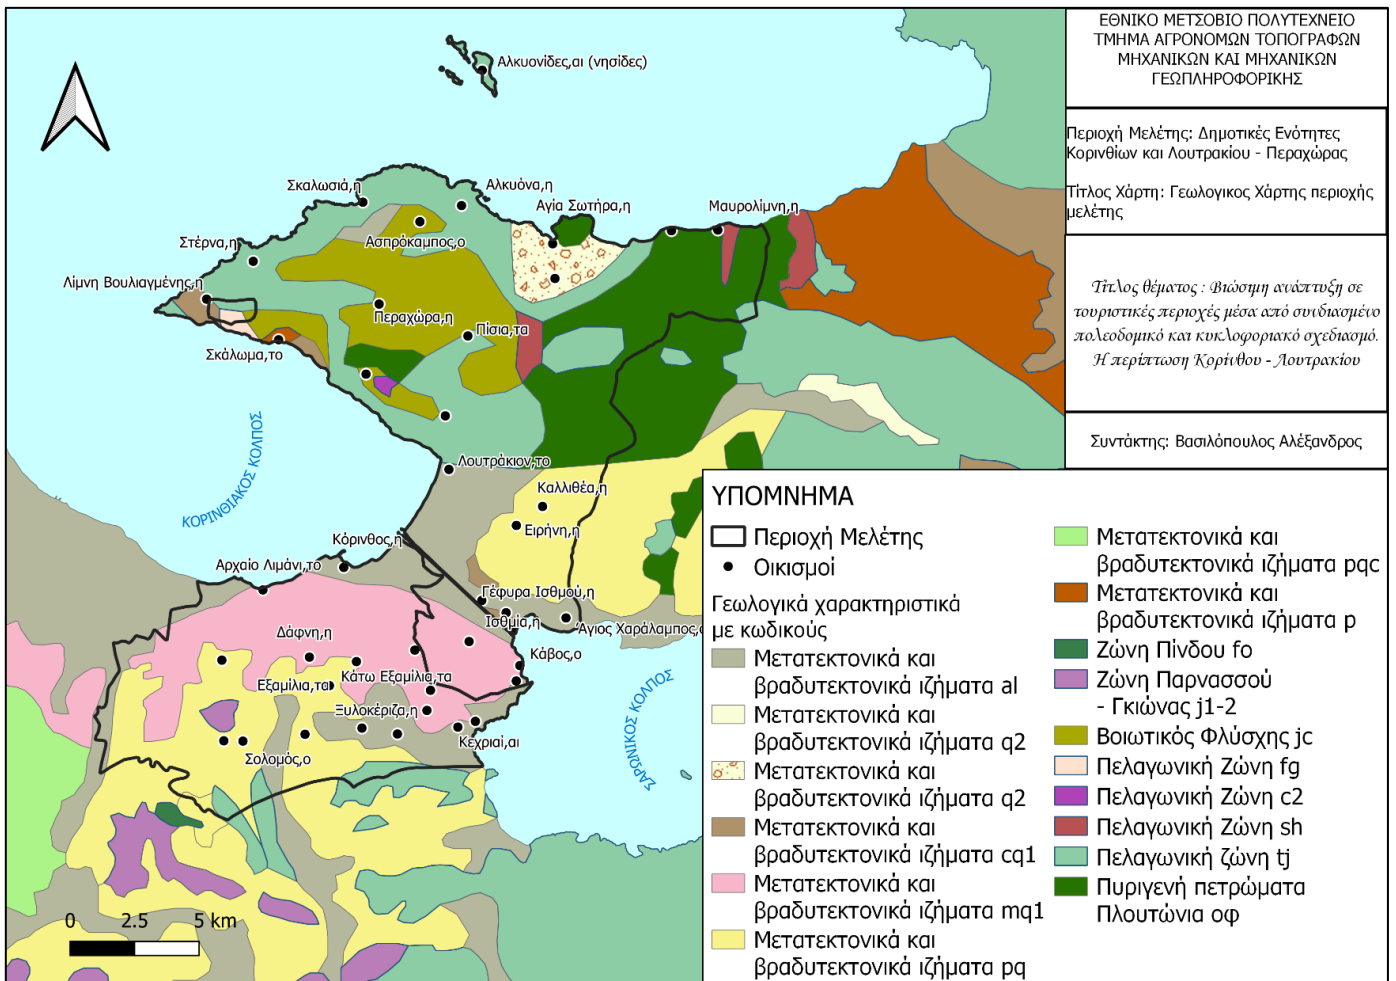 ΕΘΝΙΚΟ ΜΕΤΣΟΒΙΟ ΠΟΛΥΤΕΧΝΕΙΟ
ΤΜΗΜΑ ΑΓΡΟΝΟΜΩΝ ΤΟΠΟΓΡΑΦΩΝ
ΜΗΧΑΝΙΚΩΝ ΚΑΙ ΜΗΧΑΝΙΚΩΝ
ΓΕΩΠΛΗΡΟΦΟΡΙΚΗΣ
Περιοχή Μελέτης: Δημοτικές Ενότητες
Κορινθίων και Λουτρακίου - Περαχώρας
Τίτλος Χάρτη: Γεωλογικος Χάρτης περιοχής
μελέτης
Τίτλος θέματος : Βιώσιμη ανάπτυξη σε
τουριστικές περιοχές μέσα από συνδιασμένο
πολεοδομικό και κυκλοφοριακό σχεδιασμό.
Η περίπτωση Κορίνθου - Λουτρακίου
Συντάκτης: Βασιλόπουλος Αλέξανδρος
Αλκυονίδες,αι (νησίδες)
Σκαλωσιά,η
Αλκυόνα,η
Αγία Σωτήρα,η
Μαυρολίμνη,η
Στέρνα,η
Ασπρόκαμπος,ο
Λίμνη Βουλιαγμένης,η
Περαχώρα,η
Πίσια,τα
Σκάλωμα,το
ΚΟΡΙΝΘΙΑΚΟΣ ΚΟΛΠΟΣ
Λουτράκιον,το
Καλλιθέα,η
Ειρήνη,η
Κόρινθος,η
Αρχαίο Λιμάνι,το
Γέφυρα Ισθμού,η
Ισθμία,η
Άγιος Χαράλαμπος,ο
Δάφνη,η
Κάβος,ο
Κάτω Εξαμίλια,τα
Εξαμίλια,τα
Ξυλοκέριζα,η
Κεχριαί,αι
Σολομός,ο
ΣΑΡΩΝΙΚΟΣ ΚΟΛΠΟΣ
0 2.5 5 km
ΥΠΟΜΝΗΜΑ
Περιοχή Μελέτης
Οικισμοί
Γεωλογικά χαρακτηριστικά
με κωδικούς
Μετατεκτονικά και
βραδυτεκτονικά ιζήματα al
Μετατεκτονικά και
βραδυτεκτονικά ιζήματα q2
Μετατεκτονικά και
βραδυτεκτονικά ιζήματα q2
Μετατεκτονικά και
βραδυτεκτονικά ιζήματα cq1
Μετατεκτονικά και
βραδυτεκτονικά ιζήματα mq1
Μετατεκτονικά και
βραδυτεκτονικά ιζήματα pq
Μετατεκτονικά και
βραδυτεκτονικά ιζήματα pqc
Μετατεκτονικά και
βραδυτεκτονικά ιζήματα p
Ζώνη Πίνδου fo
Ζώνη Παρνασσού
- Γκιώνας j1-2
Βοιωτικός Φλύσχης jc
Πελαγωνική Ζώνη fg
Πελαγωνική Ζώνη c2
Πελαγωνική Ζώνη sh
Πελαγωνική ζώνη tj
Πυριγενή πετρώματα
Πλουτώνια οφ